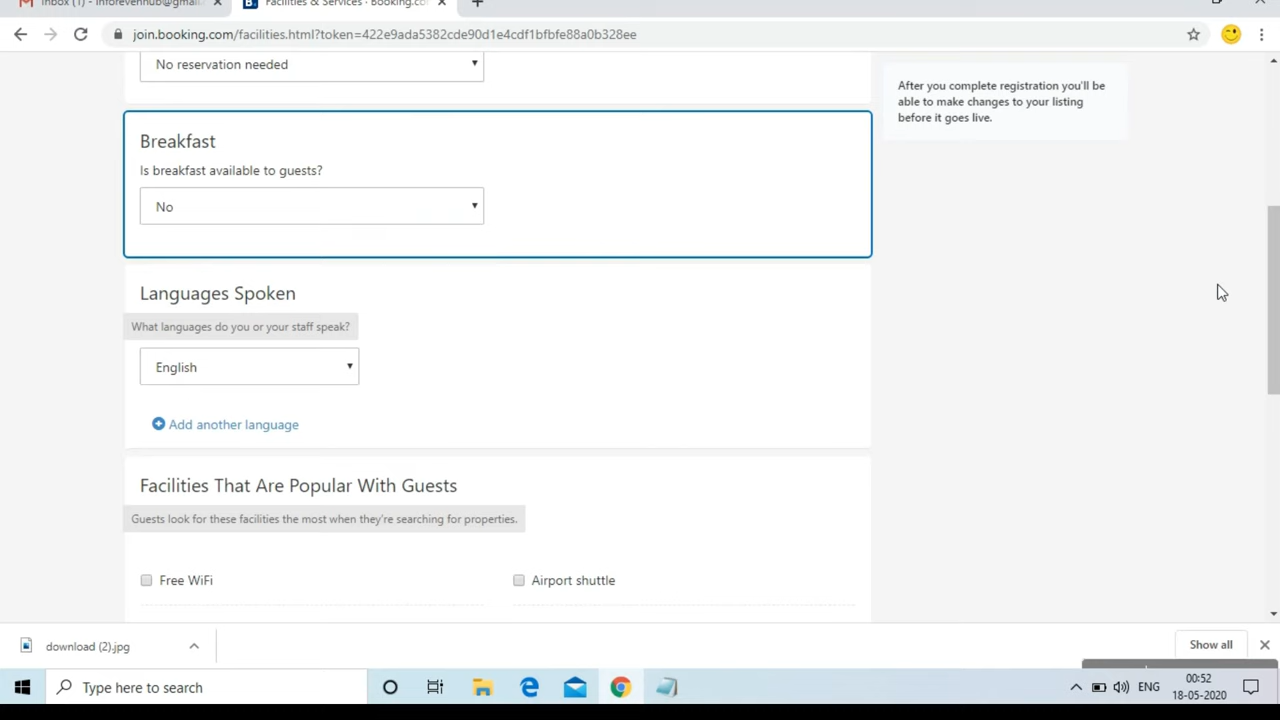 Inbox (1) - inforevenhub@gmail.
Facilities & Services - Booking.co
join.booking.com/facilities.html?token=422e9ada5382cde90d1e4cdf1bfbfe88a0b328ee
No reservation needed
After you complete registration you'll be
able to make changes to your listing
before it goes live.
Breakfast
Is breakfast available to guests?
No
Languages Spoken
What languages do you or your staff speak?
English
Add another language
Facilities That Are Popular With Guests
Guests look for these facilities the most when they're searching for properties.
Free WiFi
Airport shuttle
download (2).jpg
Show all
Type here to search
ENG
00:52
18-05-2020